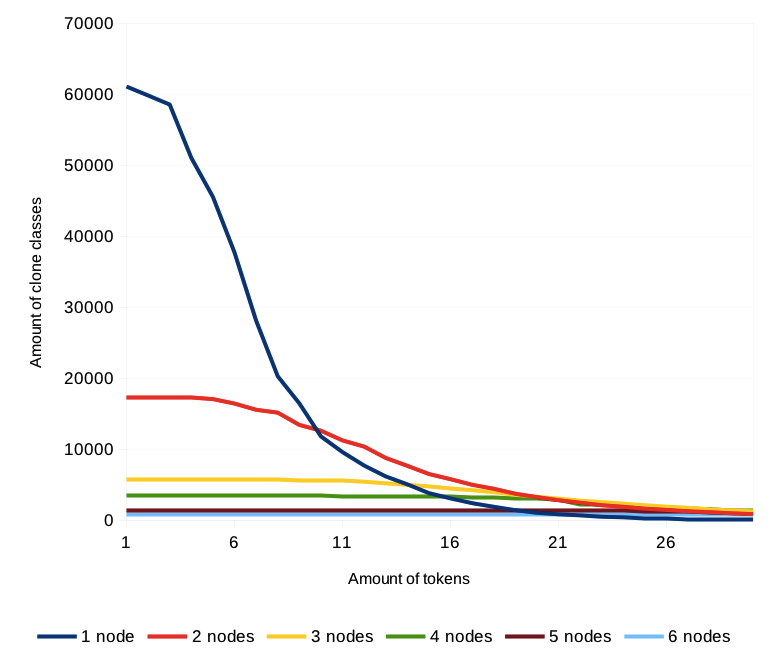 70000
60000
50000
40000
30000
20000
10000
0
Amount of clone classes
1 6 11 16 21 26
Amount of tokens
1 node 2 nodes 3 nodes 4 nodes 5 nodes 6 nodes